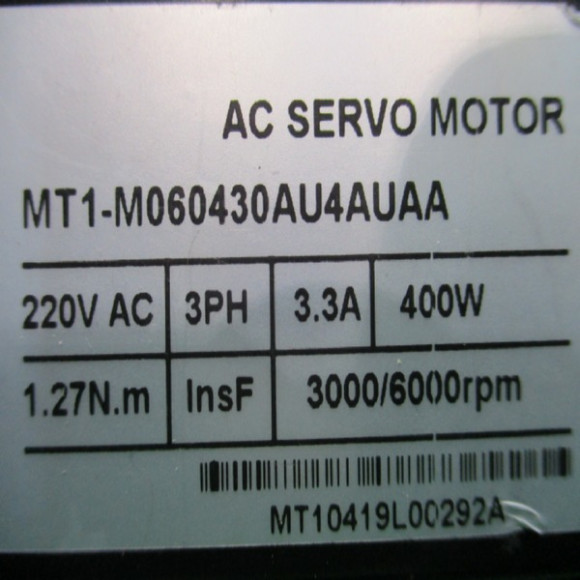 AC SERVO MOTOR
MT1-M060430AU4AUAA
220V AC 3PH 3.3A 400W
1.27N.m InsF 3000/6000rpm
MT10419L00292A